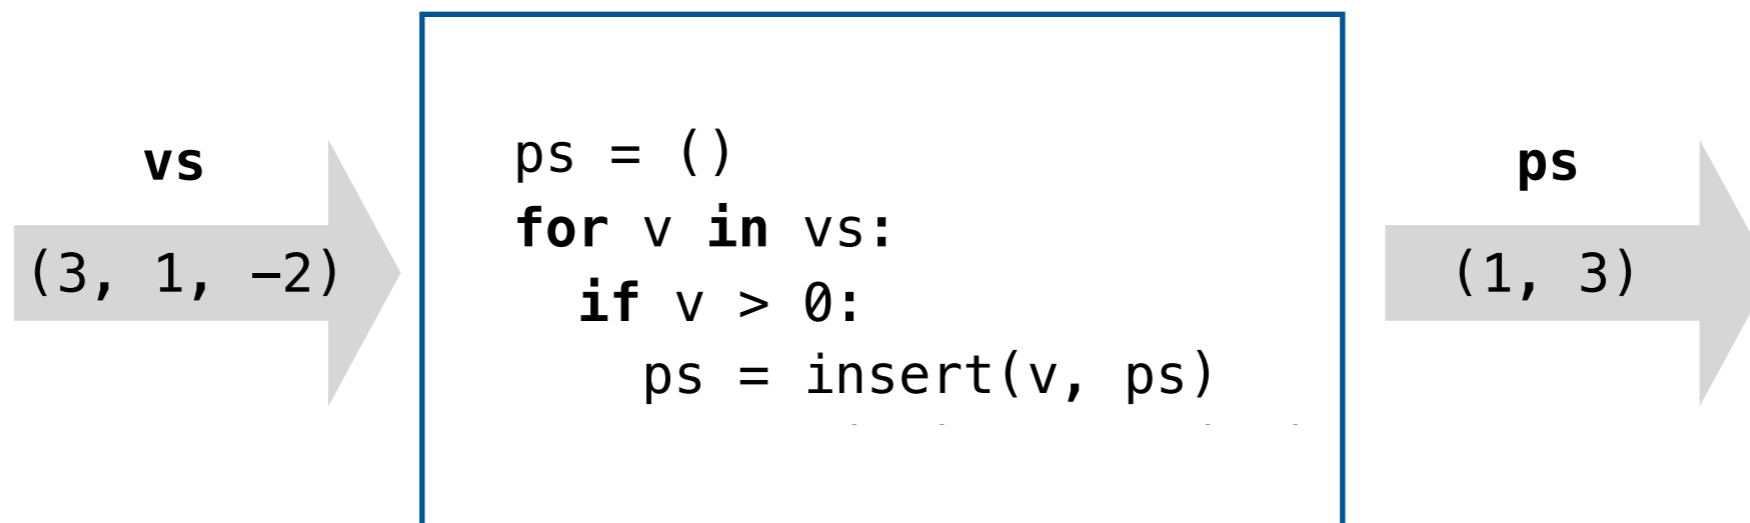 vs
(3, 1, −2)
ps = ()
for v in vs:
if v > 0:
ps = insert(v, ps)
ps
(1, 3)